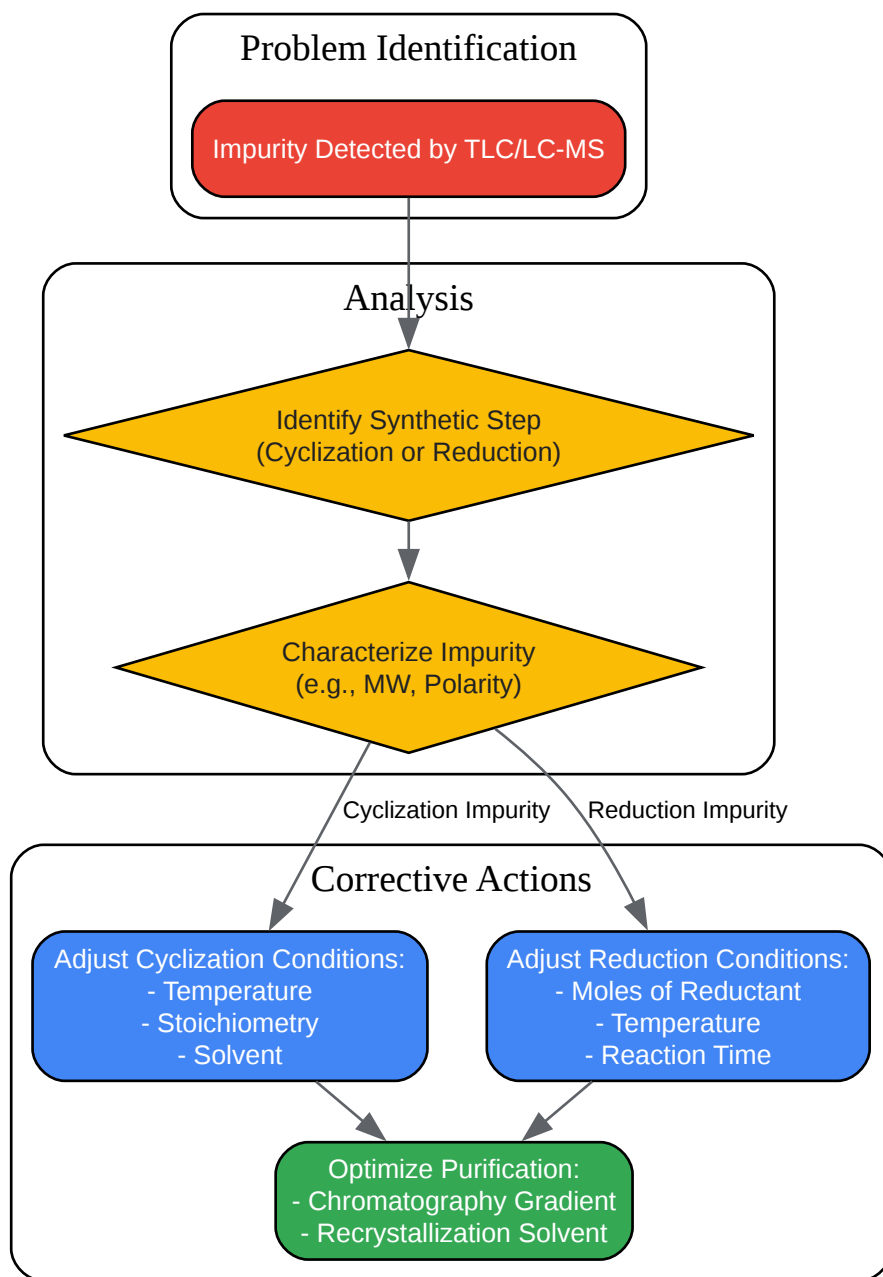 Problem Identification
Impurity Detected by TLC/LC-MS
Analysis
Identify Synthetic Step
(Cyclization or Reduction)
Characterize Impurity
(e.g., MW, Polarity)
Cyclization Impurity
Reduction Impurity
Corrective Actions
Adjust Cyclization Conditions:
- Temperature
- Stoichiometry
- Solvent
Adjust Reduction Conditions:
- Moles of Reductant
- Temperature
- Reaction Time
Optimize Purification:
- Chromatography Gradient
- Recrystallization Solvent